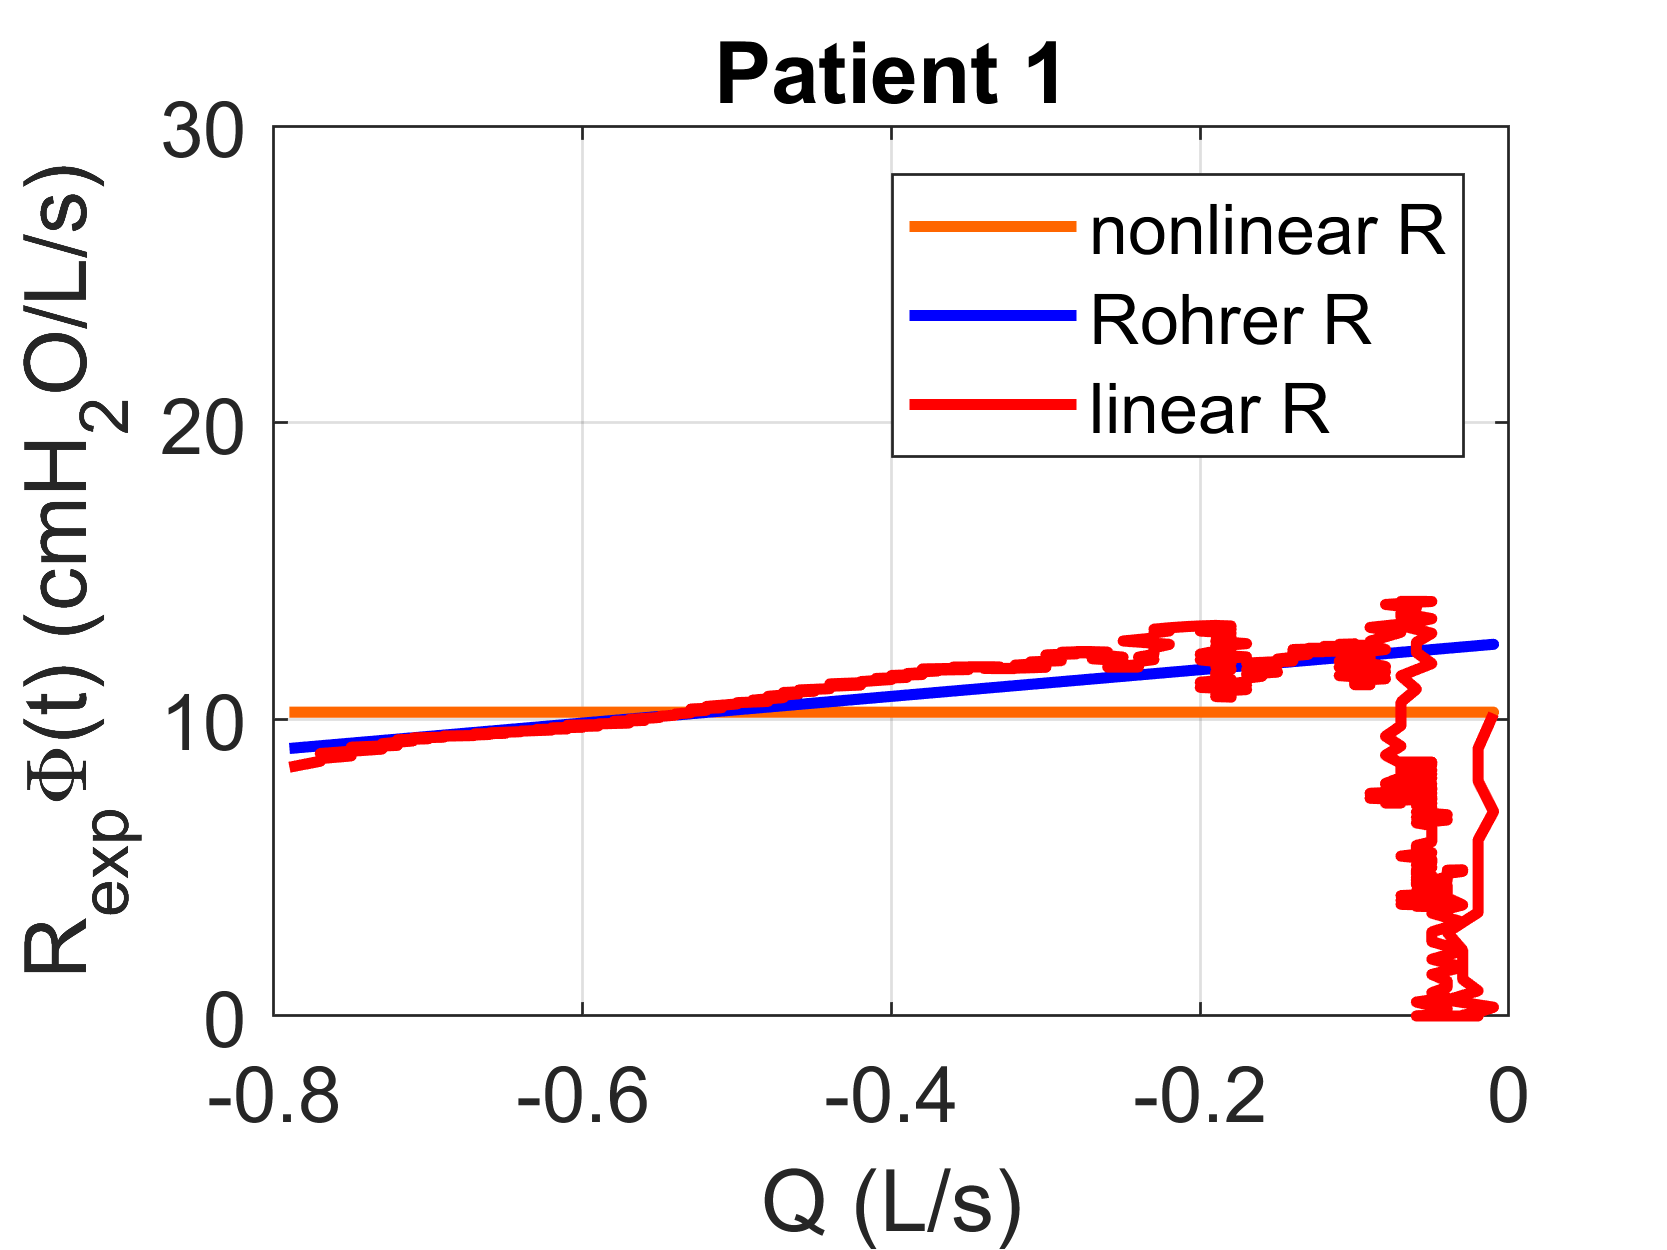 Patient 1
R_exp Φ(t) (cmH_2O/L/s)
30
20
10
0
nonlinear R
Rohrer R
linear R
-0.8 -0.6 -0.4 -0.2 0
Q (L/s)